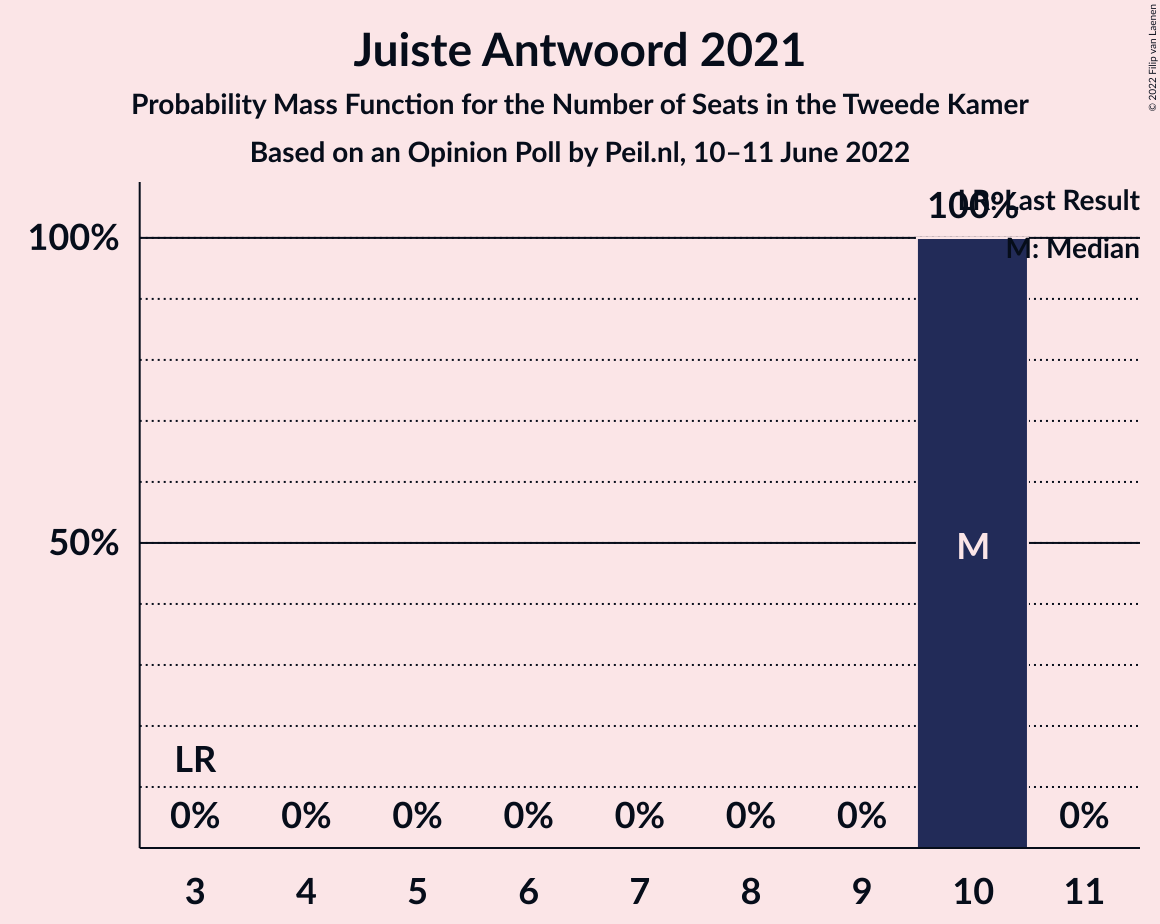 Juiste Antwoord 2021
Probability Mass Function for the Number of Seats in the Tweede Kamer
Based on an Opinion Poll by Peil.nl, 10–11 June 2022
© 2022 Filip van Laenen
LR: Last Result
M: Median
100%
100%
50%
M
LR
0% 0% 0% 0% 0% 0% 0% 0%
3 4 5 6 7 8 9 10 11